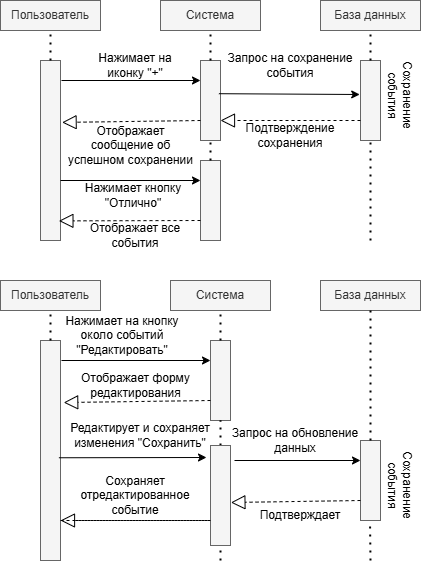 Пользователь
Система
База данных
Нажимает на
иконку "+"
Запрос на сохранение
события
Сохранение
события
Отображает
сообщение об
успешном сохранении
Подтверждение
сохранения
Нажимает кнопку
"Отлично"
Отображает все
события
Пользователь
Система
База данных
Нажимает на кнопку
около событий
"Редактировать"
Отображает форму
редактирования
Редактирует и сохраняет
изменения "Сохранить"
Запрос на обновление
данных
Сохранение
события
Сохраняет
отредактированное
событие
Подтверждает